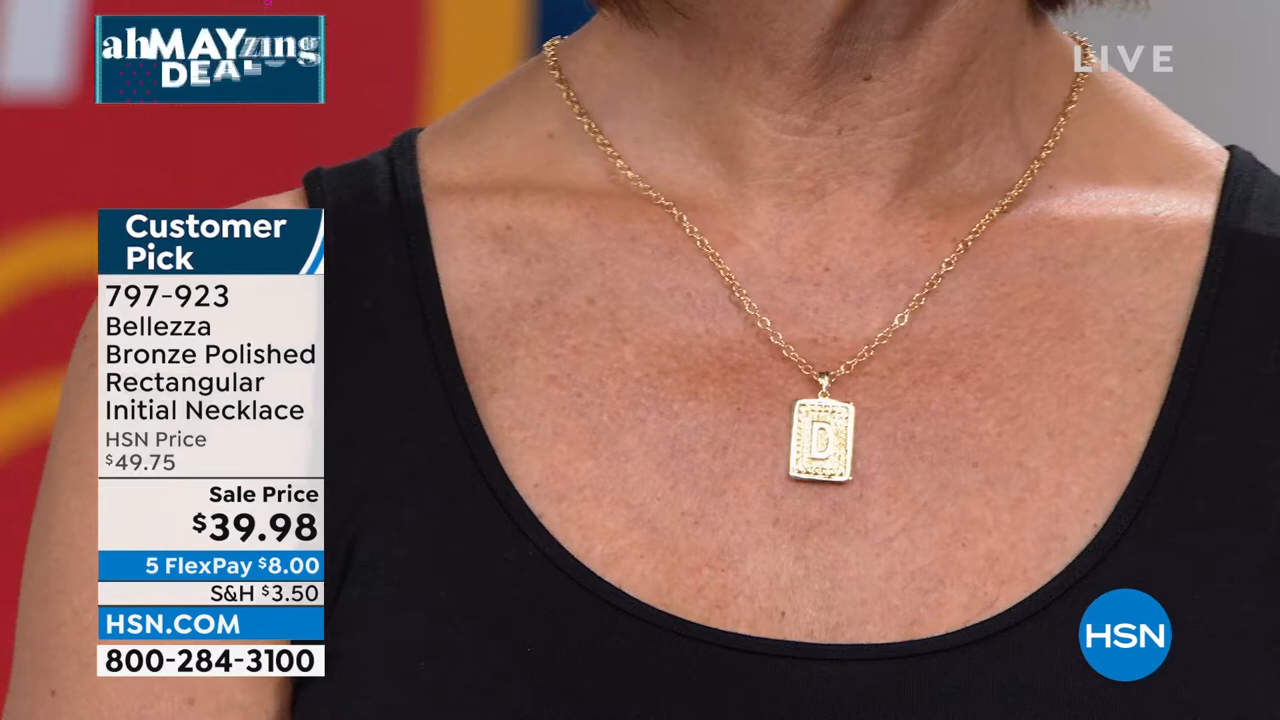 ahMAYzing
DEAL
LIVE
Customer
Pick
797-923
Bellezza
Bronze Polished
Rectangular
Initial Necklace
HSN Price
$49.75
Sale Price
$39.98
5 FlexPay $8.00
S&H $3.50
HSN.COM
800-284-3100
D
HSN